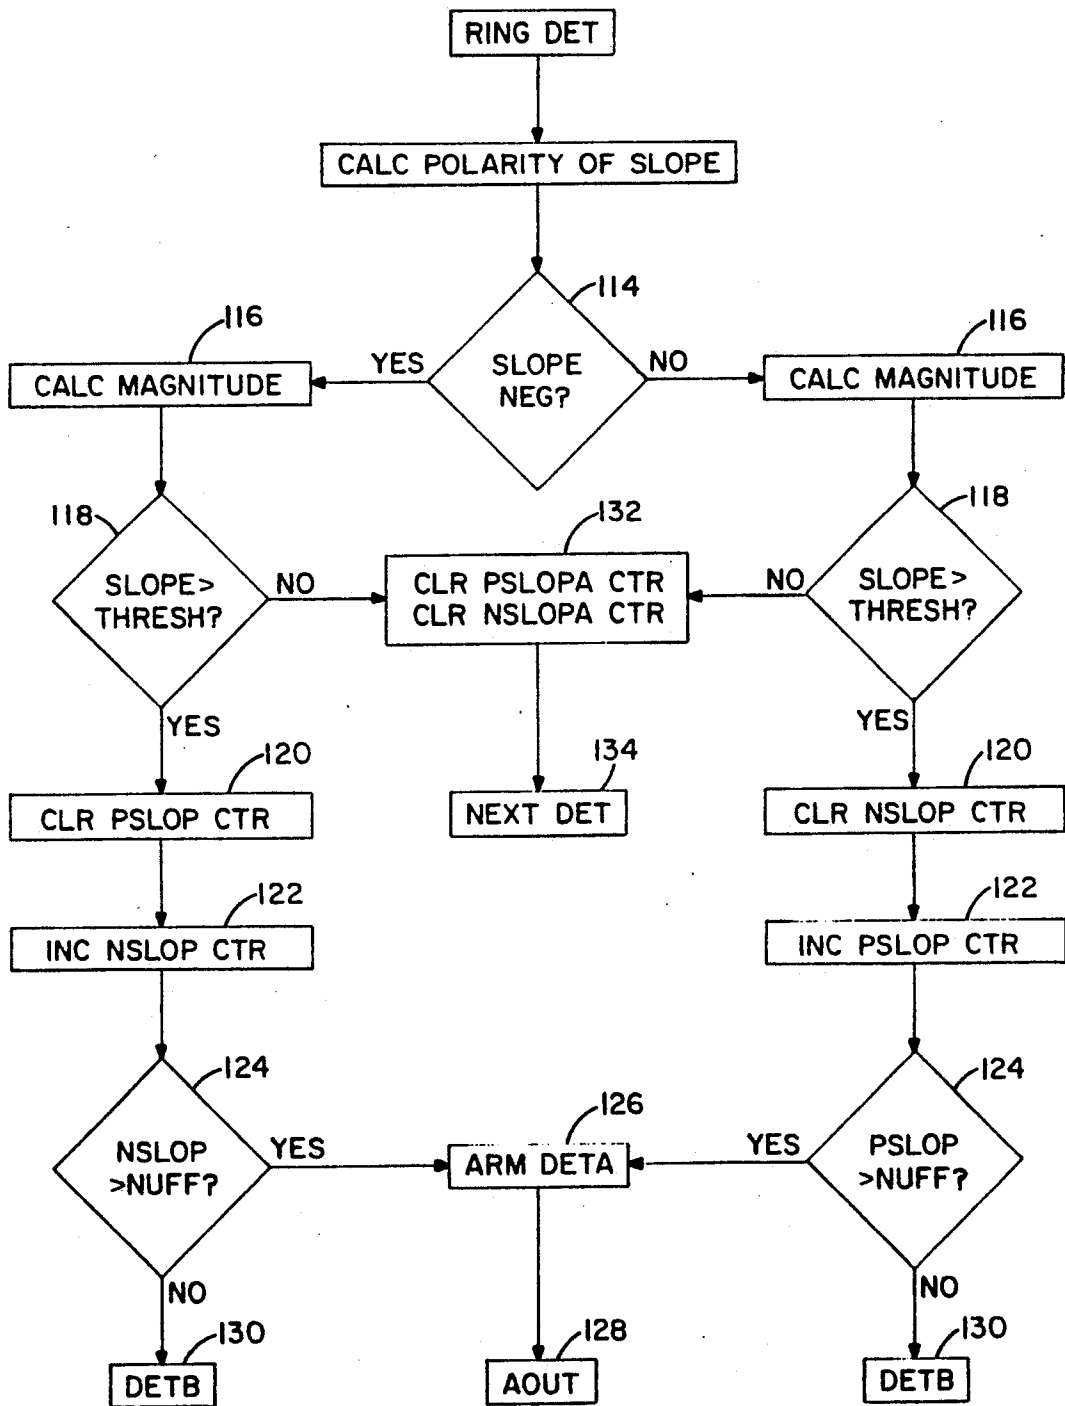 RING DET
CALC POLARITY OF SLOPE
114
116
116
YES
SLOPE
NEG?
NO
CALC MAGNITUDE
CALC MAGNITUDE
118
132
118
SLOPE>
THRESH?
NO
CLR PSLOPA CTR
CLR NSLOPA CTR
NO
SLOPE>
THRESH?
YES
YES
120
134
120
CLR PSLOP CTR
NEXT DET
CLR NSLOP CTR
122
122
INC NSLOP CTR
INC PSLOP CTR
124
126
124
NSLOP
>NUFF?
YES
ARM DETA
YES
PSLOP
>NUFF?
NO
NO
130
128
130
DETB
AOUT
DETB